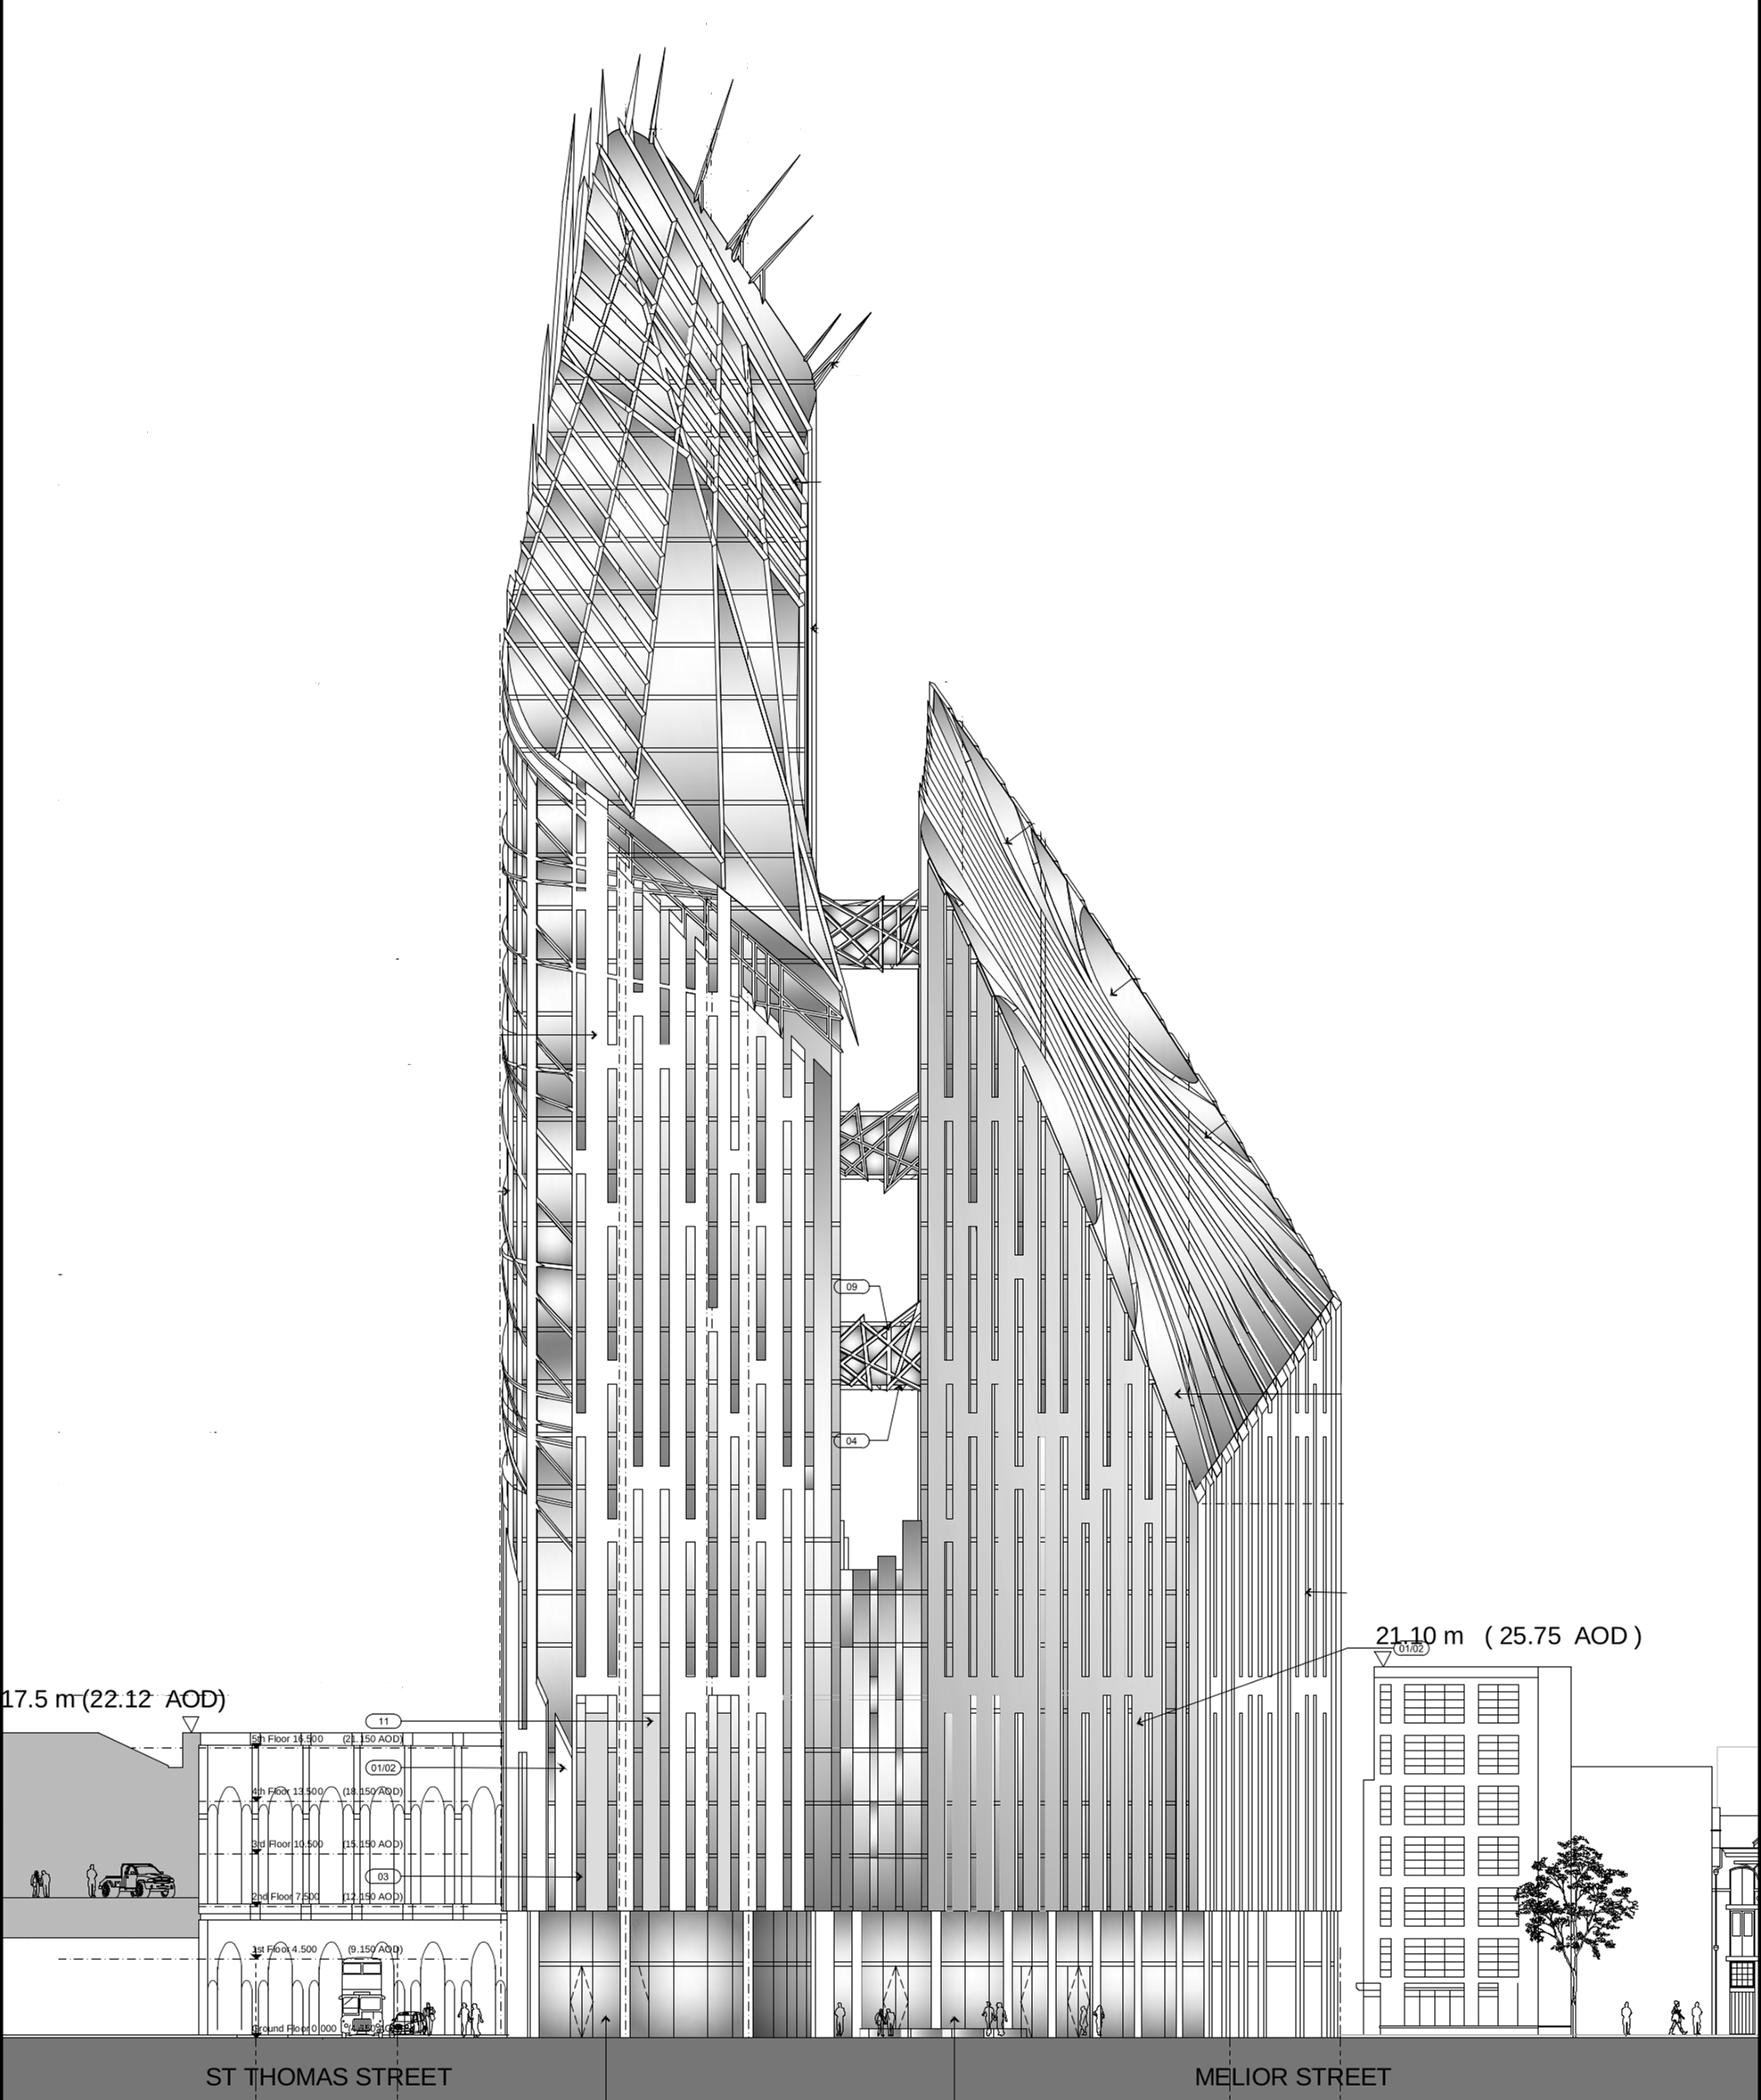 09
04
21.10 m ( 25.75 AOD )
01/02
17.5 m (22.12 AOD)
11
5th Floor 16.500 (21.150 AOD)
01/02
4th Floor 13.500 (18.150 AOD)
3rd Floor 10.500 (15.150 AOD)
03
2nd Floor 7.500 (12.150 AOD)
1st Floor 4.500 (9.150 AOD)
Ground Floor 0.000
ST THOMAS STREET
MELIOR STREET